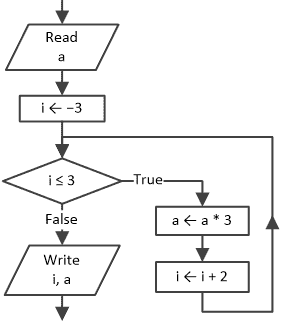 Read
a
i ← −3
i ≤ 3
True
False
a ← a * 3
Write
i, a
i ← i + 2